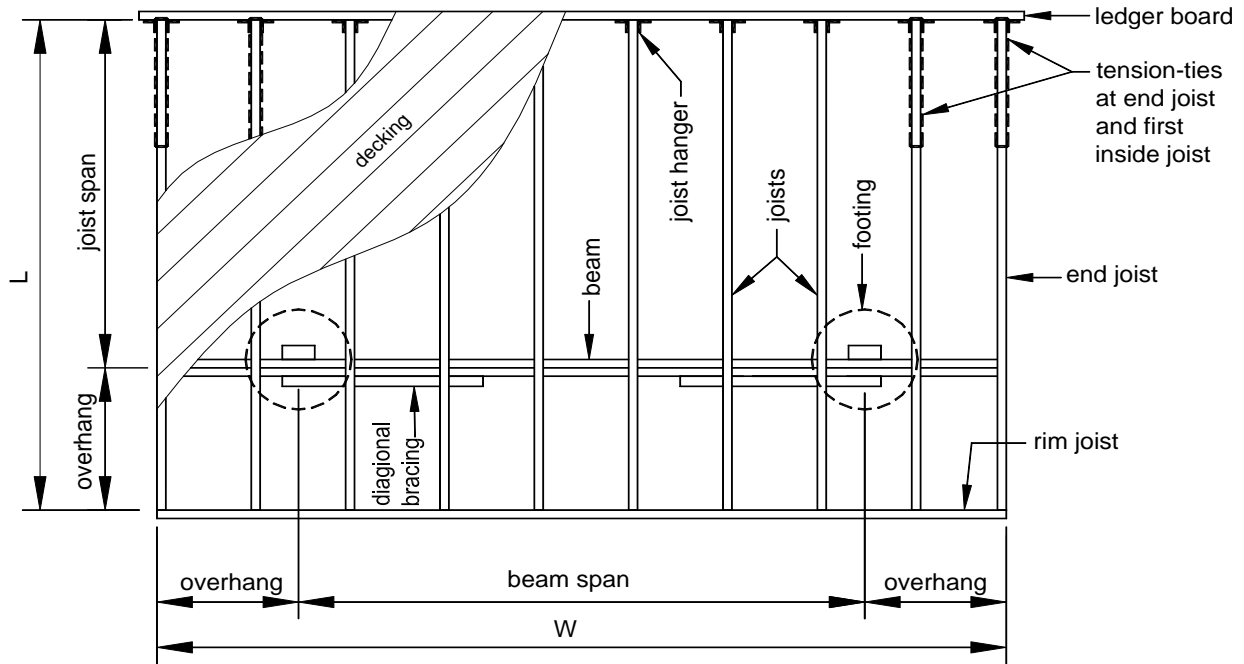 ledger board
tension-ties
at end joist
and first
inside joist
decking
joist hanger
joists
footing
joist span
L
beam
end joist
overhang
diagional
bracing
rim joist
overhang
beam span
overhang
W